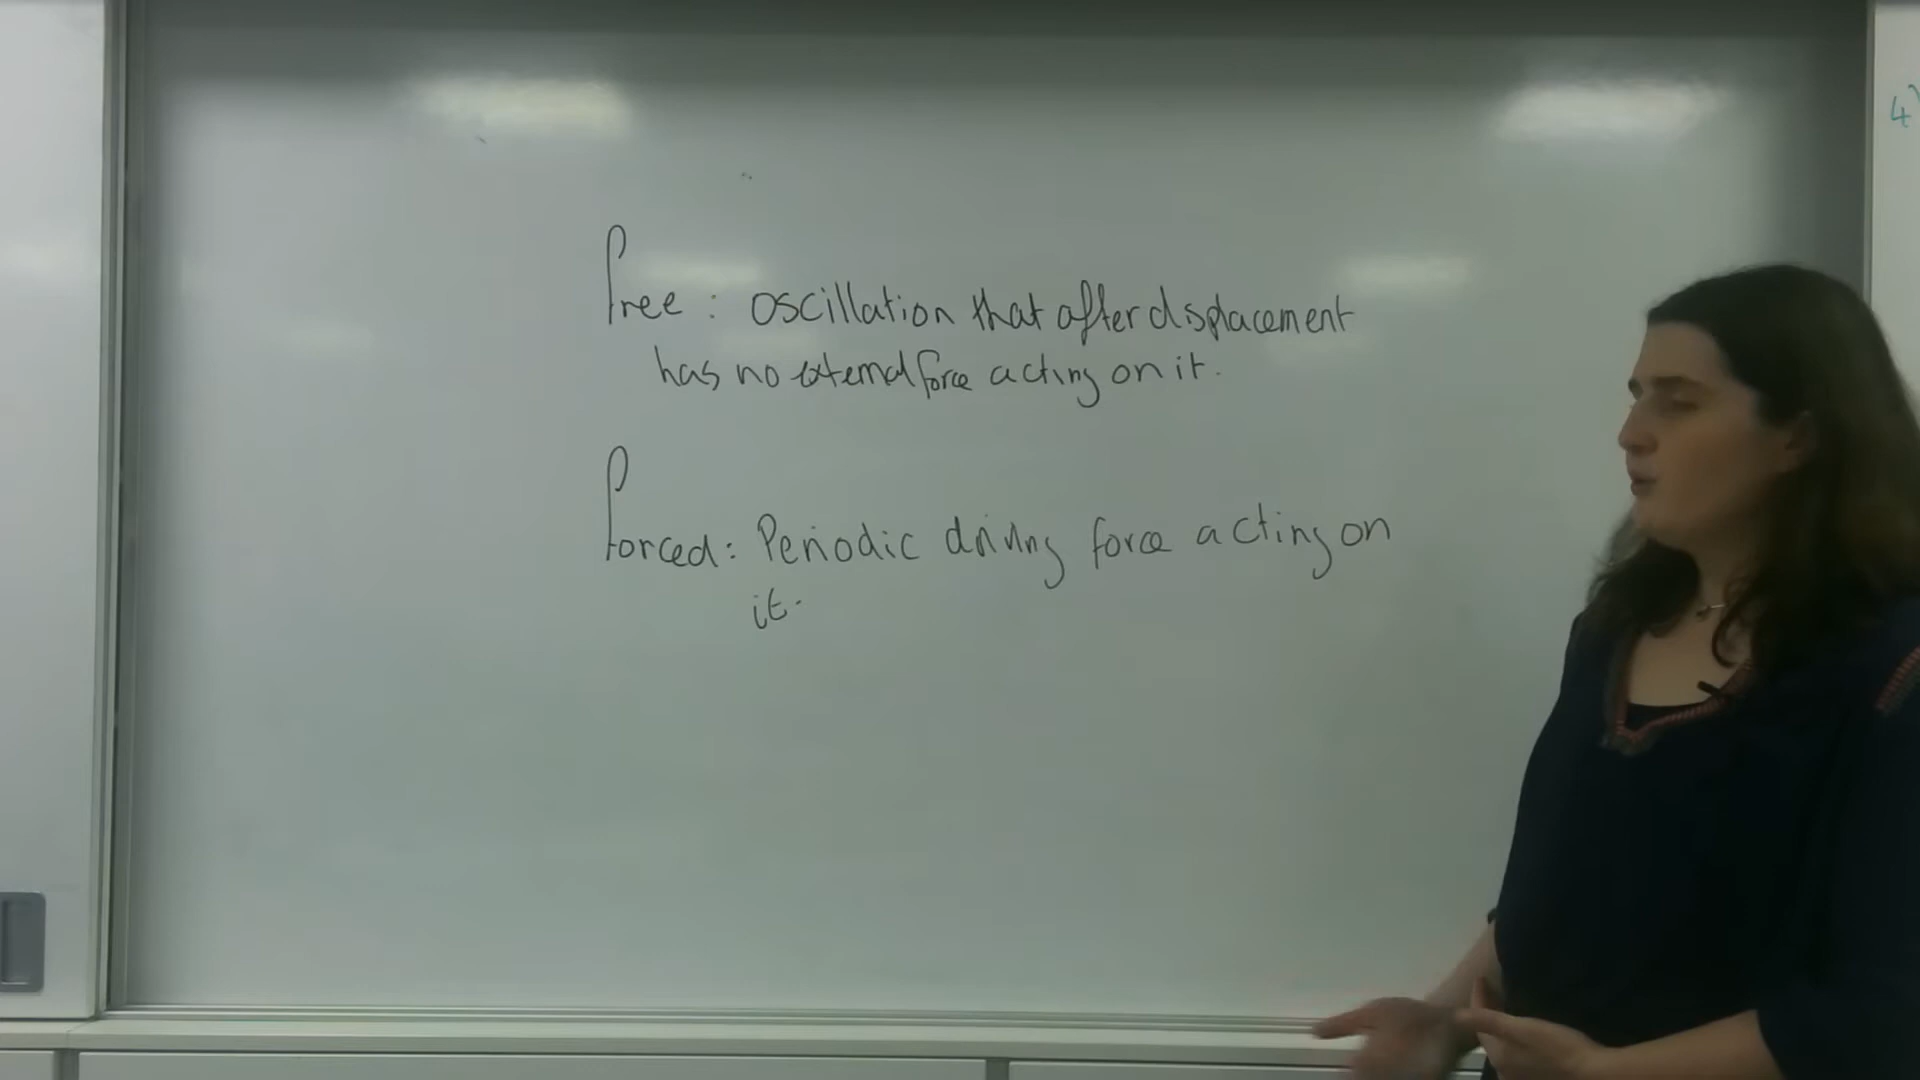 free : oscillation that after displacement
has no external force acting on it.
forced: Periodic driving force acting on
it.
4)